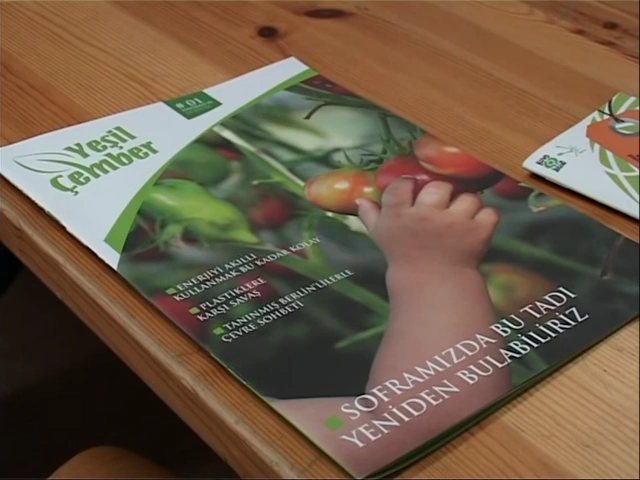 Yeşil
Çember
# 01
ENERJİYİ AKILLI
KULLANMAK BU KADAR KOLAY
PLASTİKLERE
KARŞI SAVAŞ
TANINMIŞ BERLİN'LİLERLE
ÇEVRE SOHBETİ
SOFRAMIZDA BU TADI
YENİDEN BULABİLİRİZ